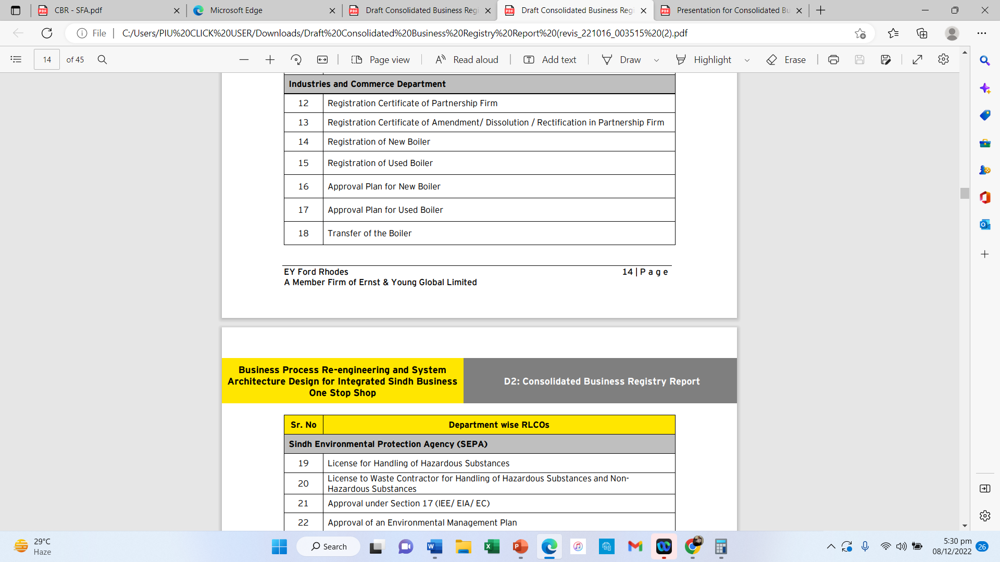 CBR - SFA.pdf
Microsoft Edge
Draft Consolidated Business Regi
Draft Consolidated Business Regi
Presentation for Consolidated Bu
File
C:/Users/PIU%20CLICK%20USER/Downloads/Draft%20Consolidated%20Business%20Registry%20Report%20(revis_221016_003515%20(2).pdf
14
of 45
Page view
Read aloud
Add text
Draw
Highlight
Erase
Industries and Commerce Department
12 Registration Certificate of Partnership Firm
13 Registration Certificate of Amendment/ Dissolution / Rectification in Partnership Firm
14 Registration of New Boiler
15 Registration of Used Boiler
16 Approval Plan for New Boiler
17 Approval Plan for Used Boiler
18 Transfer of the Boiler
EY Ford Rhodes 14 | P a g e
A Member Firm of Ernst & Young Global Limited
Business Process Re-engineering and System
Architecture Design for Integrated Sindh Business
One Stop Shop
D2: Consolidated Business Registry Report
Sr. No Department wise RLCOs
Sindh Environmental Protection Agency (SEPA)
19 License for Handling of Hazardous Substances
20 License to Waste Contractor for Handling of Hazardous Substances and Non-
Hazardous Substances
21 Approval under Section 17 (IEE/ EIA/ EC)
22 Approval of an Environmental Management Plan
29°C
Haze
Search
5:30 pm
08/12/2022
26